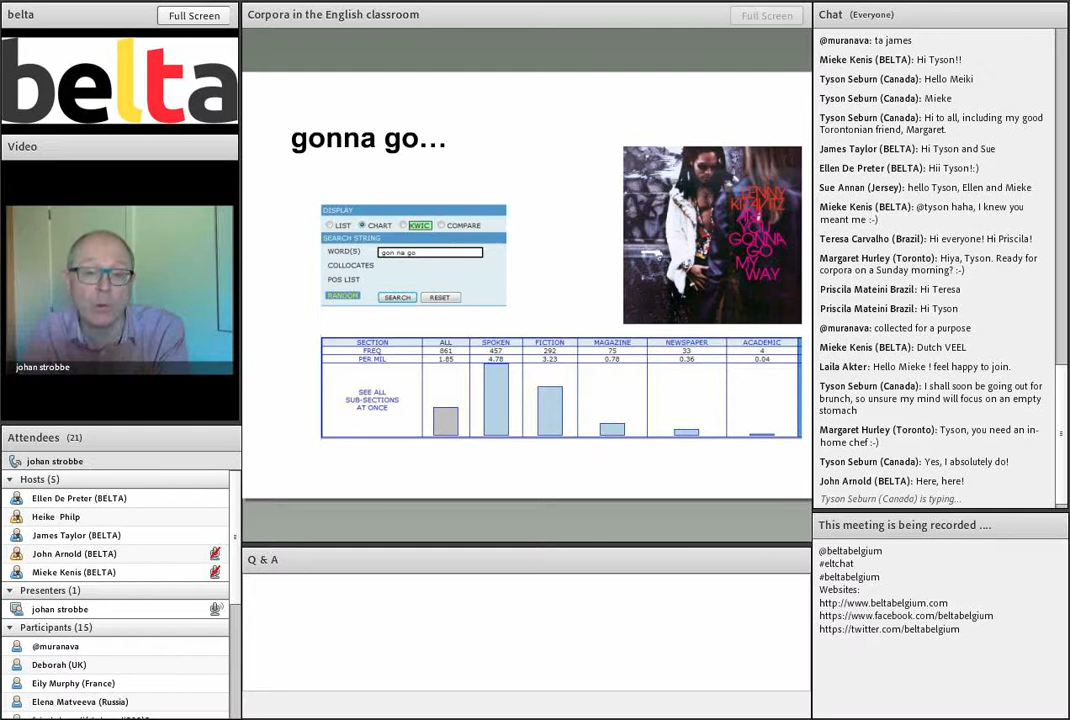 belta
Full Screen
belta
Video
johan strobbe
Attendees (21)
johan strobbe
Hosts (5)
Ellen De Preter (BELTA)
Heike Philp
James Taylor (BELTA)
John Arnold (BELTA)
Mieke Kenis (BELTA)
Presenters (1)
johan strobbe
Participants (15)
@muranava
Deborah (UK)
Eily Murphy (France)
Elena Matveeva (Russia)
Corpora in the English classroom
Full Screen
gonna go...
DISPLAY
LIST CHART KWIC COMPARE
SEARCH STRING
WORD(S) gon na go
COLLOCATES
POS LIST
RANDOM SEARCH RESET
LENNY
KRAVITZ
ARE
YOU
GONNA
GO
MY
WAY
SECTION ALL SPOKEN FICTION MAGAZINE NEWSPAPER ACADEMIC
FREQ 861 457 292 75 33 4
PER MIL 1.85 4.78 3.23 0.78 0.36 0.04
SEE ALL
SUB-SECTIONS
AT ONCE
Q & A
Chat (Everyone)
@muranava: ta james
Mieke Kenis (BELTA): Hi Tyson!!
Tyson Seburn (Canada): Hello Meiki
Tyson Seburn (Canada): Mieke
Tyson Seburn (Canada): Hi to all, including my good
Torontonian friend, Margaret.
James Taylor (BELTA): Hi Tyson and Sue
Ellen De Preter (BELTA): Hii Tyson!:)
Sue Annan (Jersey): hello Tyson, Ellen and Mieke
Mieke Kenis (BELTA): @tyson haha, I knew you
meant me :-)
Teresa Carvalho (Brazil): Hi everyone! Hi Priscila!
Margaret Hurley (Toronto): Hiya, Tyson. Ready for
corpora on a Sunday morning? :-)
Priscila Mateini Brazil: Hi Teresa
Priscila Mateini Brazil: Hi Tyson
@muranava: collected for a purpose
Mieke Kenis (BELTA): Dutch VEEL
Laila Akter: Hello Mieke ! feel happy to join.
Tyson Seburn (Canada): I shall soon be going out for
brunch, so unsure my mind will focus on an empty
stomach
Margaret Hurley (Toronto): Tyson, you need an in-
home chef :-)
Tyson Seburn (Canada): Yes, I absolutely do!
John Arnold (BELTA): Here, here!
Tyson Seburn (Canada) is typing...
This meeting is being recorded ....
@beltabelgium
#eltchat
#beltabelgium
Websites:
http://www.beltabelgium.com
https://www.facebook.com/beltabelgium
https://twitter.com/beltabelgium